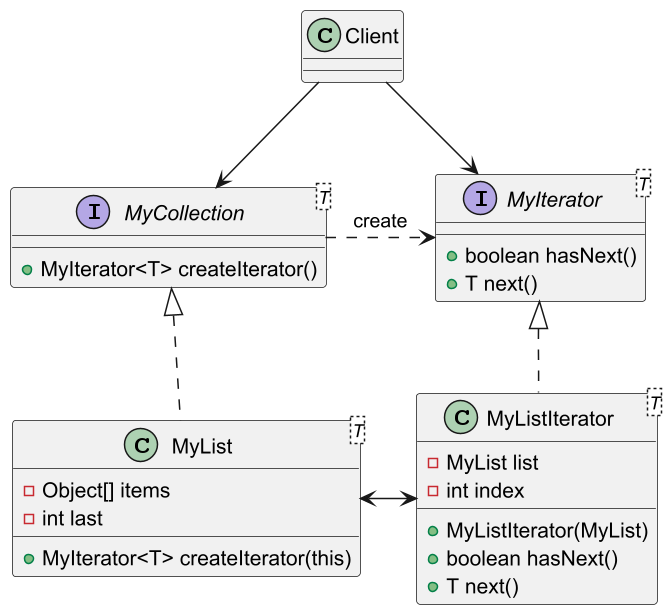 C Client
I MyCollection
T
MyIterator<T> createIterator()
create
I MyIterator
T
boolean hasNext()
T next()
C MyList
T
Object[] items
int last
MyIterator<T> createIterator(this)
C MyListIterator
T
MyList list
int index
MyListIterator(MyList)
boolean hasNext()
T next()